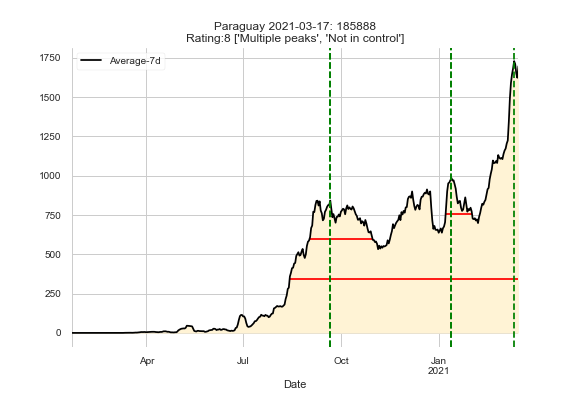 Paraguay 2021-03-17: 185888
Rating:8 ['Multiple peaks', 'Not in control']
Average-7d
1750
1500
1250
1000
750
500
250
0
Apr
Jul
Oct
Jan
2021
Date